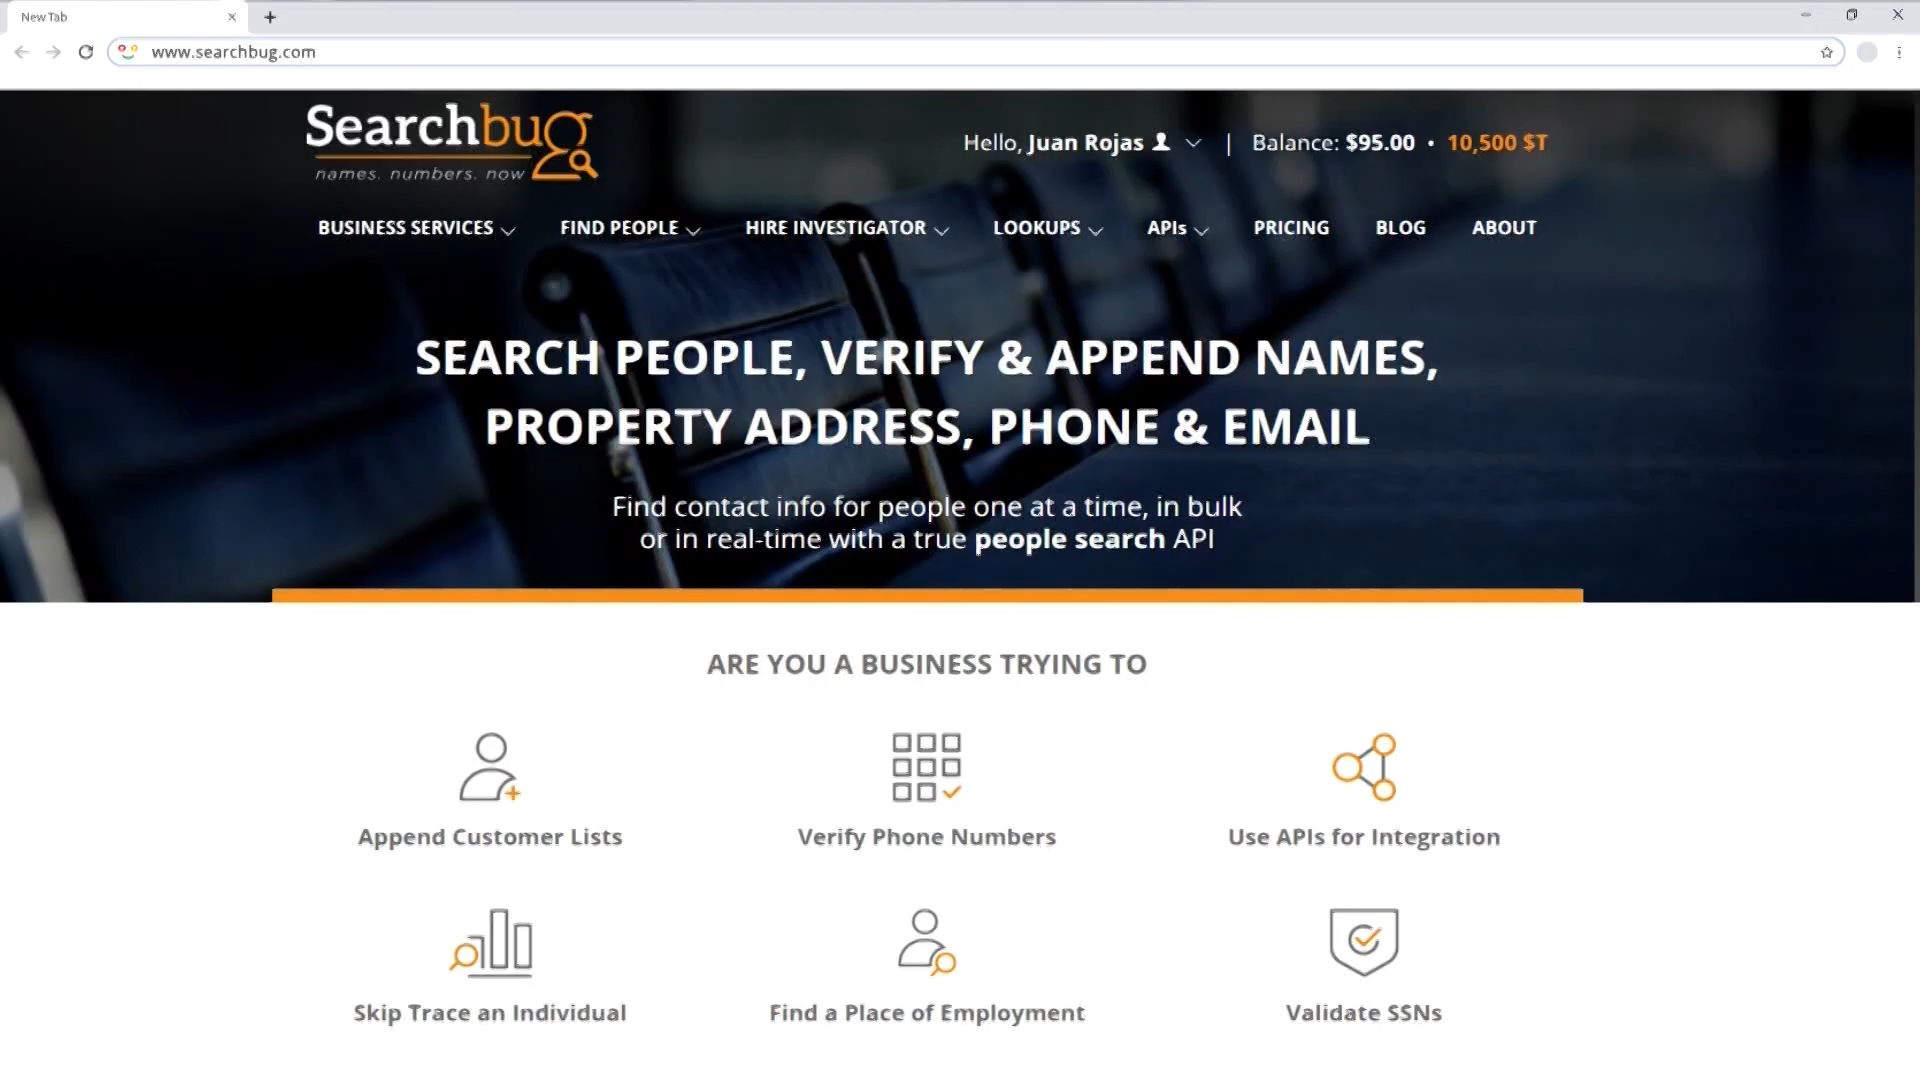 New Tab
www.searchbug.com
Searchbug
names. numbers. now
Hello, Juan Rojas | Balance: $95.00 • 10,500 $T
BUSINESS SERVICES FIND PEOPLE HIRE INVESTIGATOR LOOKUPS APIs PRICING BLOG ABOUT
SEARCH PEOPLE, VERIFY & APPEND NAMES,
PROPERTY ADDRESS, PHONE & EMAIL
Find contact info for people one at a time, in bulk
or in real-time with a true people search API
ARE YOU A BUSINESS TRYING TO
Append Customer Lists
Verify Phone Numbers
Use APIs for Integration
Skip Trace an Individual
Find a Place of Employment
Validate SSNs